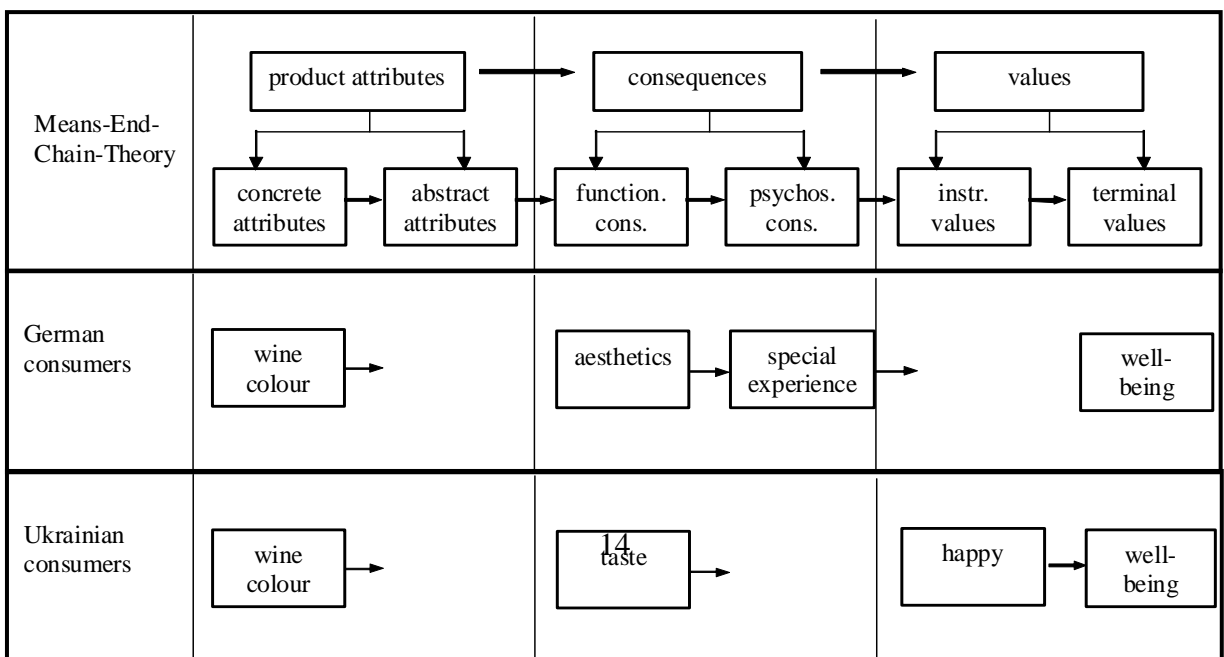 product attributes
consequences
values
Means-End-
Chain-Theory
concrete
attributes
abstract
attributes
function.
cons.
psychos.
cons.
instr.
values
terminal
values
German
consumers
wine
colour
aesthetics
special
experience
well-
being
Ukrainian
consumers
wine
colour
14
taste
happy
well-
being